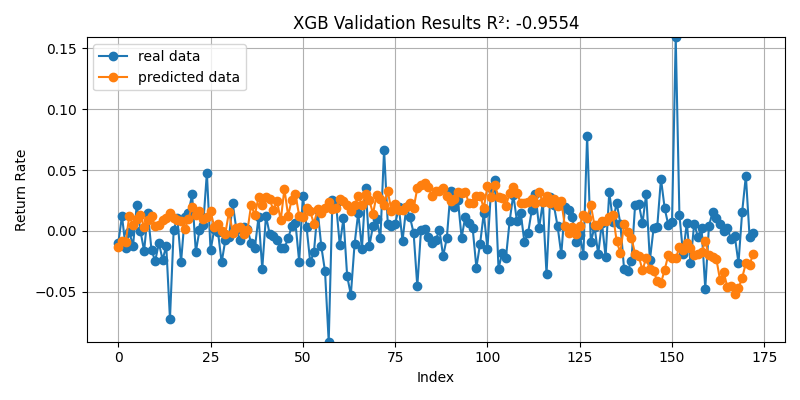 XGB Validation Results R²: -0.9554
real data
predicted data
Return Rate
0.15
0.10
0.05
0.00
−0.05
0
25
50
75
100
125
150
175
Index